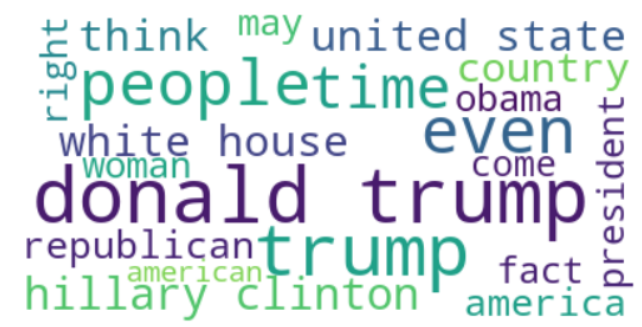 right
think
may
united state
people
time
country
obama
white house
even
woman
come
president
donald trump
republican
trump
fact
american
hillary clinton
america